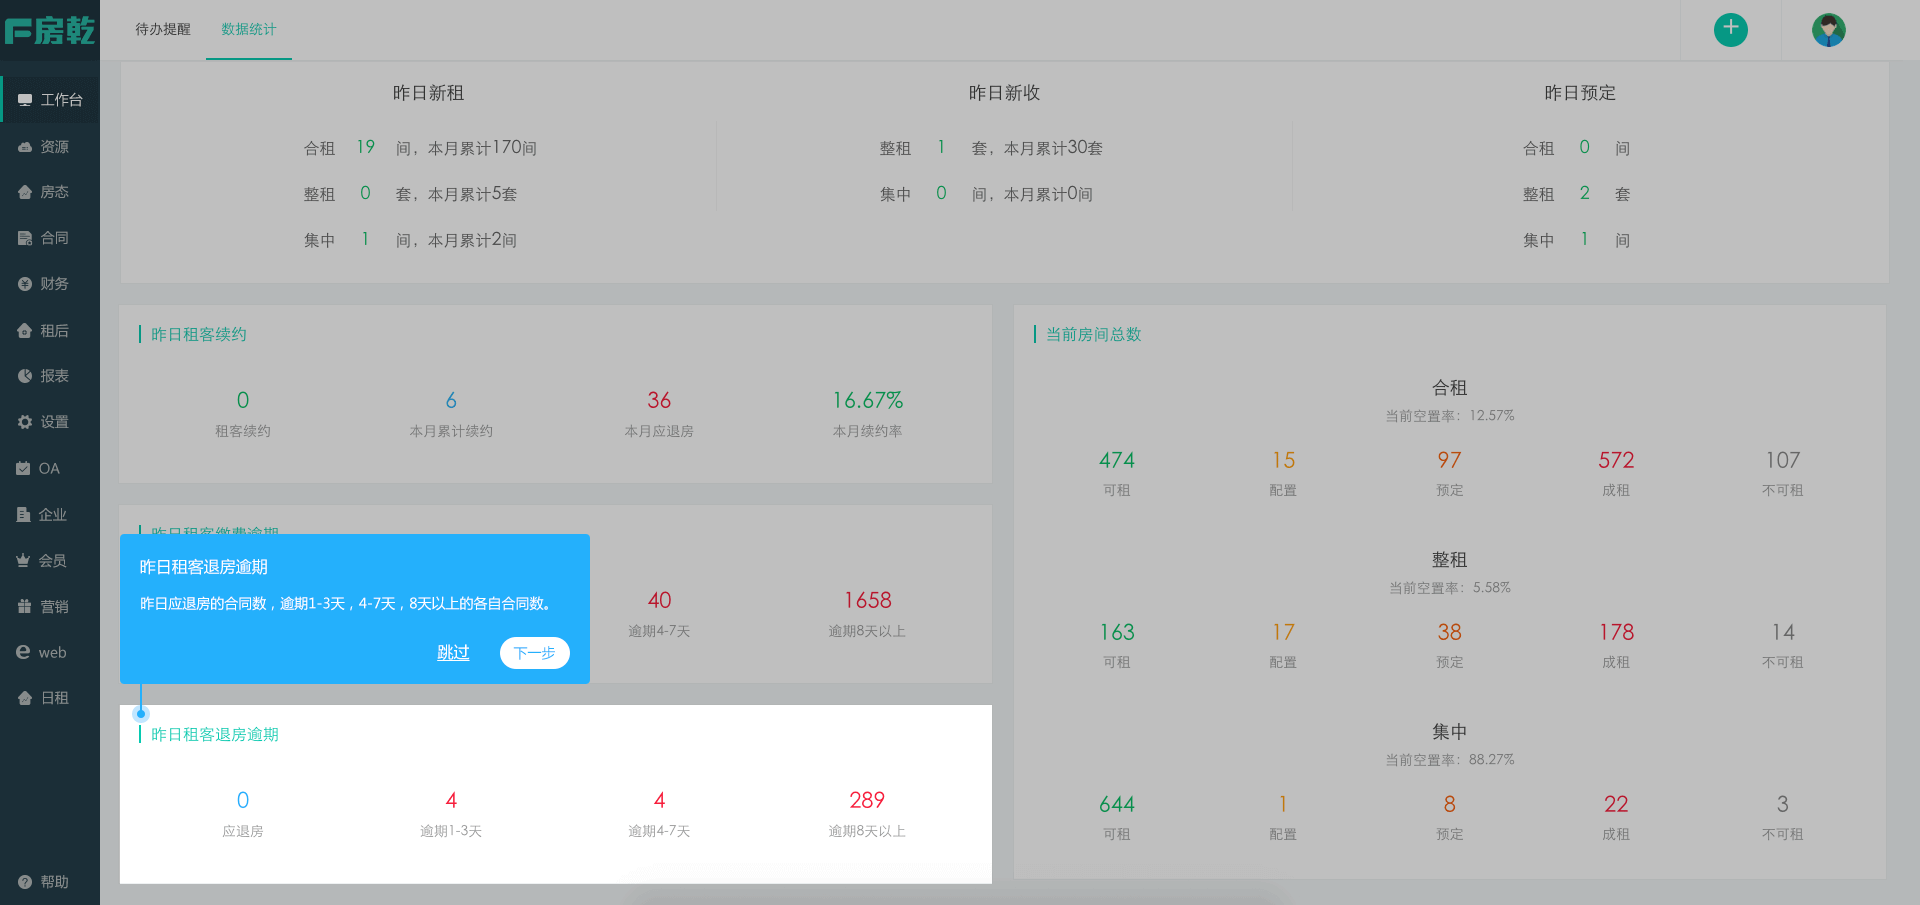 F房乾
待办提醒
数据统计
工作台
资源
房态
合同
财务
租后
报表
设置
OA
企业
会员
营销
web
日租
帮助
昨日新租
合租 19 间，本月累计170间
整租 0 套，本月累计5套
集中 1 间，本月累计2间
昨日新收
整租 1 套，本月累计30套
集中 0 间，本月累计0间
昨日预定
合租 0 间
整租 2 套
集中 1 间
昨日租客续约
0 6 36 16.67%
租客续约 本月累计续约 本月应退房 本月续约率
昨日租客缴费逾期
40 1658
逾期4-7天 逾期8天以上
昨日租客退房逾期
昨日应退房的合同数，逾期1-3天，4-7天，8天以上的各自合同数。
跳过
下一步
昨日租客退房逾期
0 4 4 289
应退房 逾期1-3天 逾期4-7天 逾期8天以上
当前房间总数
合租
当前空置率：12.57%
474 15 97 572 107
可租 配置 预定 成租 不可租
整租
当前空置率：5.58%
163 17 38 178 14
可租 配置 预定 成租 不可租
集中
当前空置率：88.27%
644 1 8 22 3
可租 配置 预定 成租 不可租